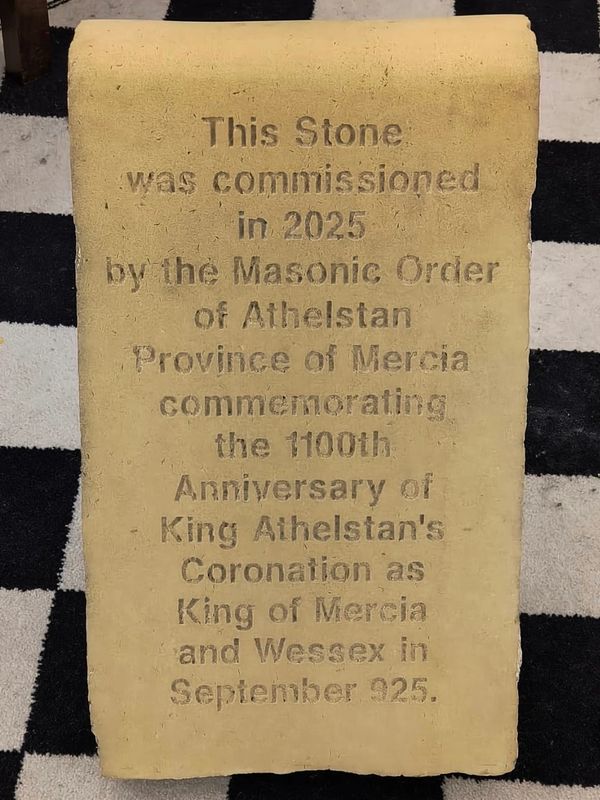 This Stone
was commissioned
in 2025
by the Masonic Order
of Athelstan
Province of Mercia
commemorating
the 1100th
Anniversary of
King Athelstan's
Coronation as
King of Mercia
and Wessex in
September 925.